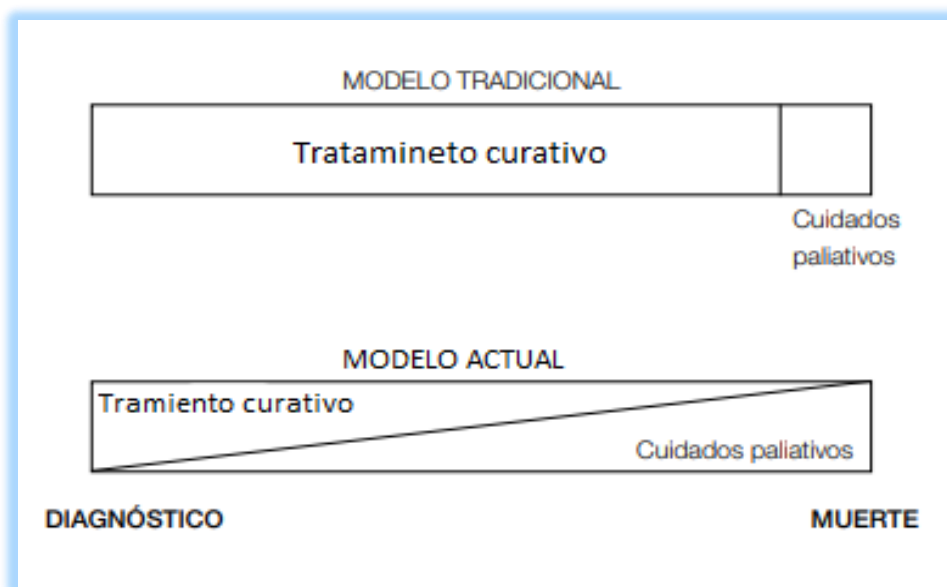 MODELO TRADICIONAL
Tratamineto curativo
Cuidados
paliativos
MODELO ACTUAL
Tramiento curativo
Cuidados paliativos
DIAGNÓSTICO
MUERTE